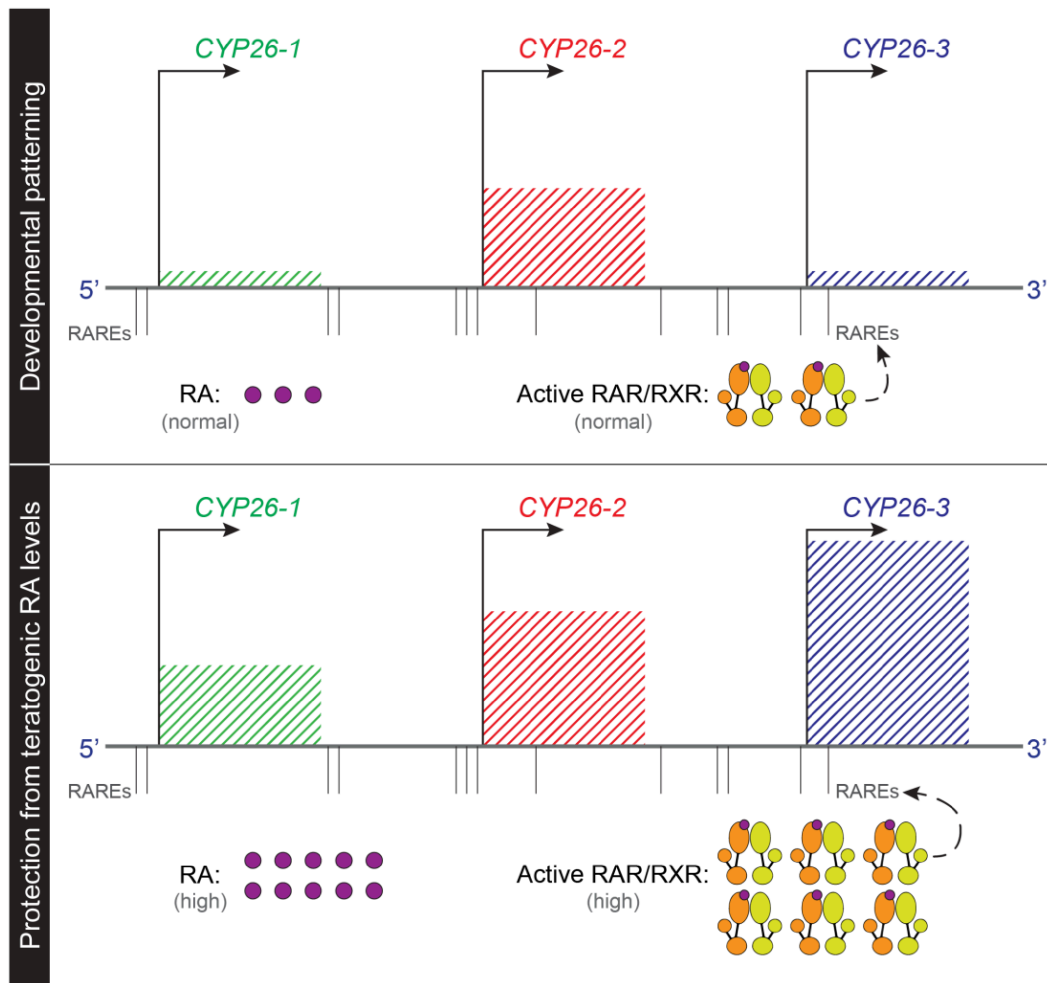 Developmental patterning
CYP26-1
CYP26-2
CYP26-3
5’
3’
RAREs
RAREs
RA:
(normal)
Active RAR/RXR:
(normal)
Protection from teratogenic RA levels
CYP26-1
CYP26-2
CYP26-3
5’
3’
RAREs
RAREs
RA:
(high)
Active RAR/RXR:
(high)